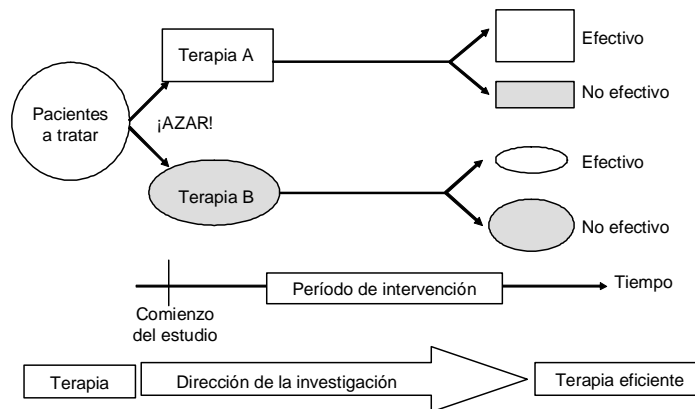 Terapia A
Efectivo
No efectivo
Pacientes
a tratar
¡AZAR!
Terapia B
Efectivo
No efectivo
Período de intervención
Tiempo
Comienzo
del estudio
Terapia
Dirección de la investigación
Terapia eficiente